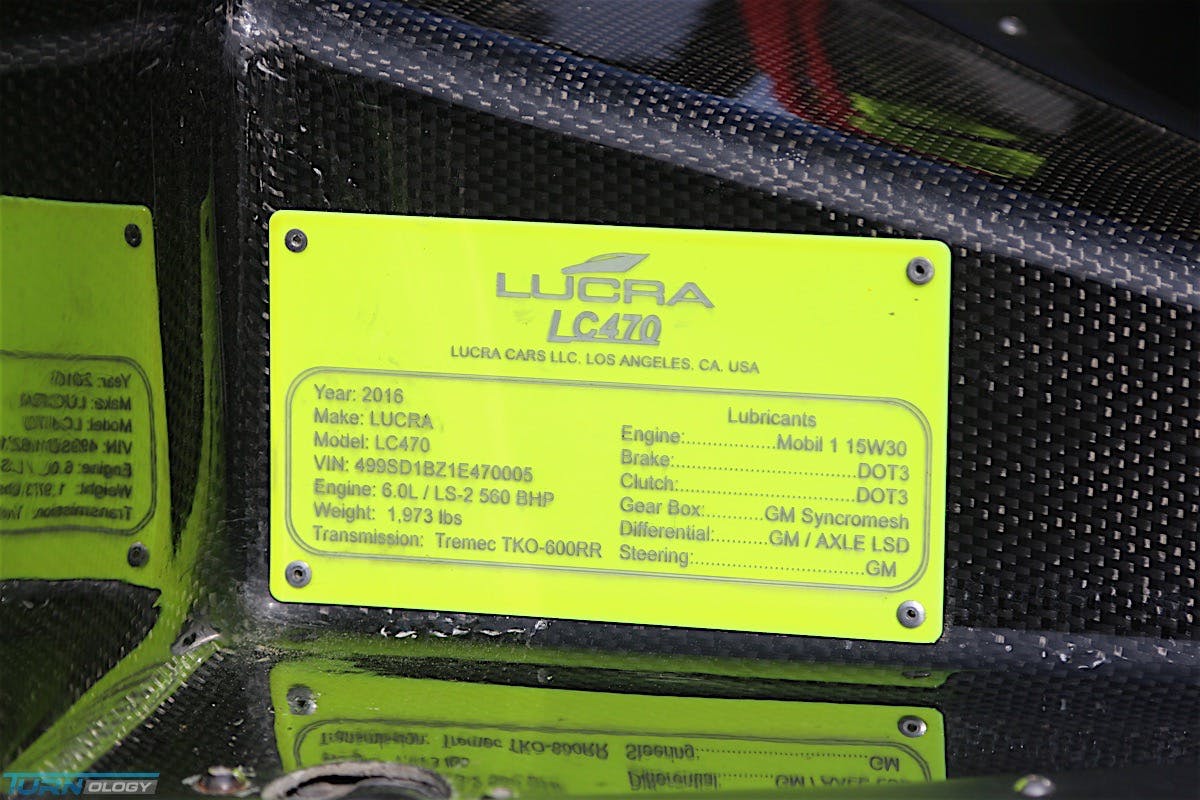 LUCRA
LC470
LUCRA CARS LLC. LOS ANGELES. CA. USA
Year: 2016
Make: LUCRA
Model: LC470
VIN: 499SD1BZ1E470005
Engine: 6.0L / LS-2 560 BHP
Weight: 1,973 lbs
Transmission: Tremec TKO-600RR
Lubricants
Engine:................Mobil 1 15W30
Brake:...............................DOT3
Clutch:..............................DOT3
Gear Box:..........GM Syncromesh
Differential:.........GM / AXLE LSD
Steering:..............................GM
TURNOLOGY